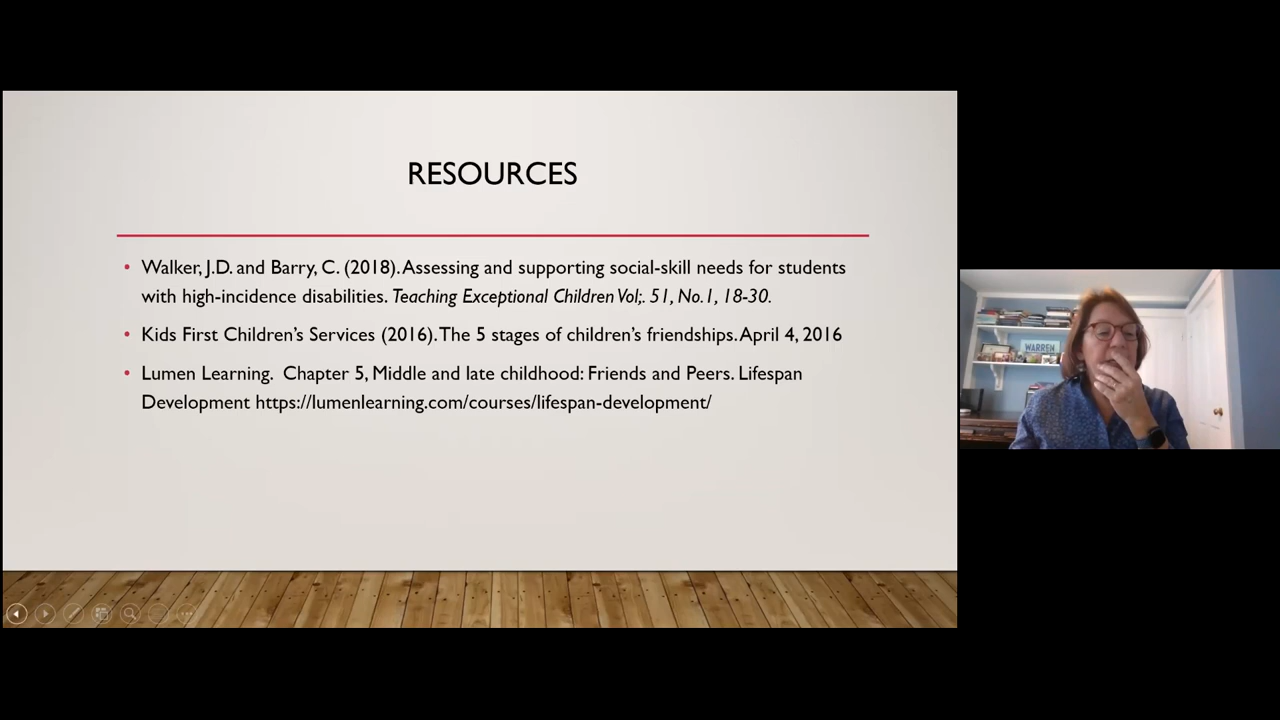 RESOURCES
• Walker, J.D. and Barry, C. (2018). Assessing and supporting social-skill needs for students
with high-incidence disabilities. Teaching Exceptional Children Vol;. 51, No.1, 18-30.
• Kids First Children’s Services (2016). The 5 stages of children’s friendships. April 4, 2016
• Lumen Learning.  Chapter 5, Middle and late childhood: Friends and Peers. Lifespan
Development https://lumenlearning.com/courses/lifespan-development/
WARREN